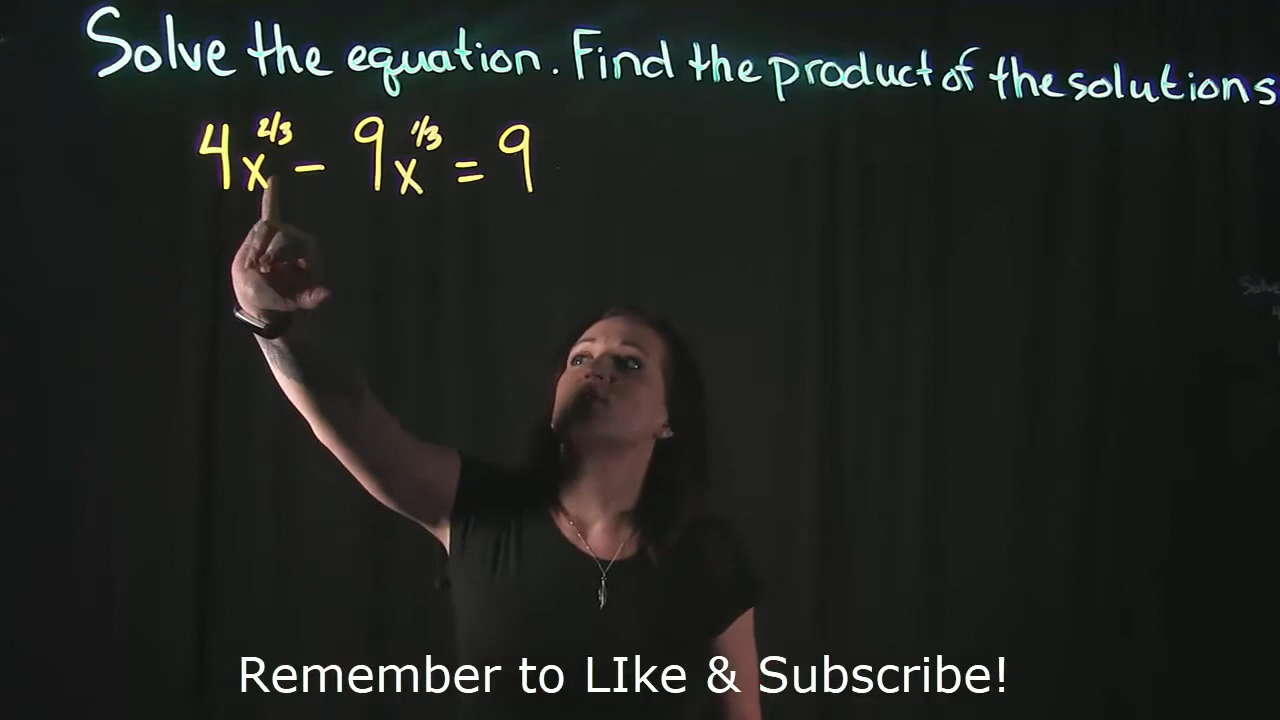 Solve the equation. Find the product of the solutions
4x^2/3 - 9x^1/3 = 9
Solve
Remember to LIke & Subscribe!